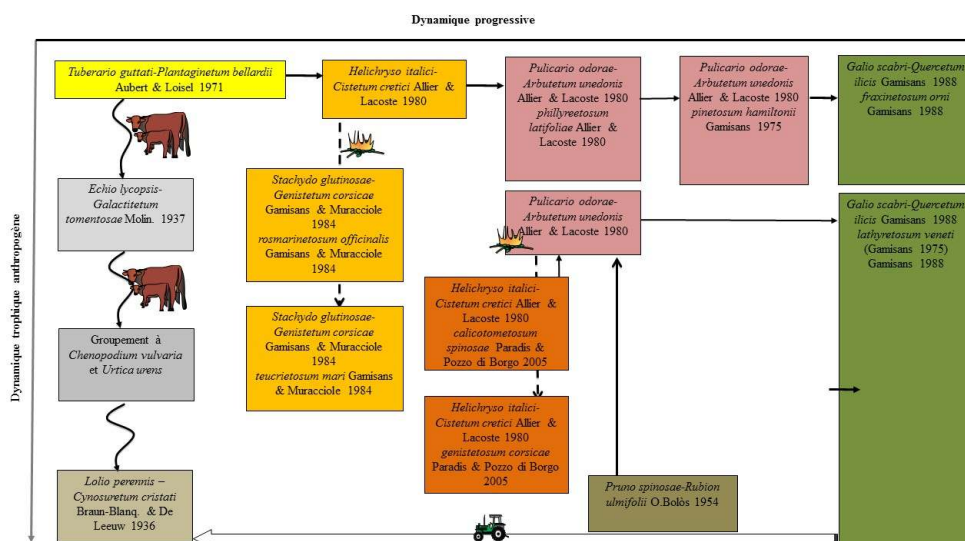 Dynamique progressive
Dynamique trophique anthropogène
Tuberario guttati-Plantaginetum bellardii
Aubert & Loisel 1971
Helichryso italici-
Cistetum cretici Allier &
Lacoste 1980
Pulicario odorae-
Arbutetum unedonis
Allier & Lacoste 1980
phillyreetosum
latifoliae Allier &
Lacoste 1980
Pulicario odorae-
Arbutetum unedonis
Allier & Lacoste 1980
pinetosum hamiltonii
Gamisans 1975
Galio scabri-Quercetum
ilicis Gamisans 1988
fraxinetosum orni
Gamisans 1988
Echio lycopsis-
Galactitetum
tomentosae Molin. 1937
Stachydo glutinosae-
Genistetum corsicae
Gamisans & Muracciole
1984
rosmarinetosum officinalis
Gamisans & Muracciole
1984
Pulicario odorae-
Arbutetum unedonis
Allier & Lacoste 1980
Galio scabri-Quercetum
ilicis Gamisans 1988
lathyretosum veneti
(Gamisans 1975)
Gamisans 1988
Groupement à
Chenopodium vulvaria
et Urtica urens
Stachydo glutinosae-
Genistetum corsicae
Gamisans & Muracciole
1984
teucrietosum mari Gamisans
& Muracciole 1984
Helichryso italici-
Cistetum cretici Allier &
Lacoste 1980
calicotometosum
spinosae Paradis &
Pozzo di Borgo 2005
Helichryso italici-
Cistetum cretici Allier &
Lacoste 1980
genistetosum corsicae
Paradis & Pozzo di Borgo
2005
Lolio perennis –
Cynosuretum cristati
Braun-Blanq. & De
Leeuw 1936
Pruno spinosae-Rubion
ulmifolii O.Bolòs 1954